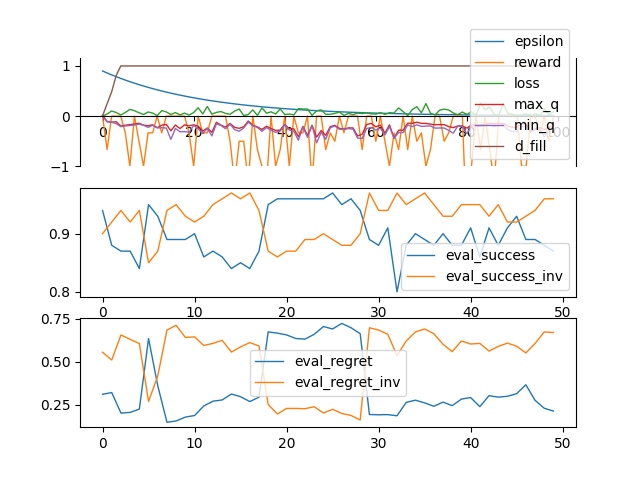 1
0
−1
0
20
40
60
80
100
epsilon
reward
loss
max_q
min_q
d_fill
0.9
0.8
0
10
20
30
40
50
eval_success
eval_success_inv
0.75
0.50
0.25
0
10
20
30
40
50
eval_regret
eval_regret_inv